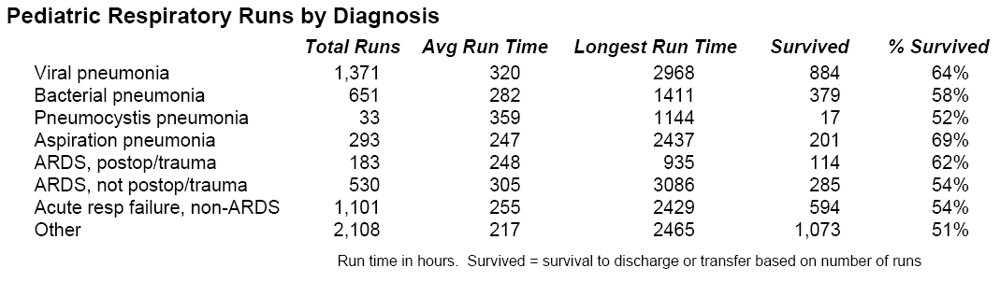 Pediatric Respiratory Runs by Diagnosis
Total Runs Avg Run Time Longest Run Time Survived % Survived
Viral pneumonia 1,371 320 2968 884 64%
Bacterial pneumonia 651 282 1411 379 58%
Pneumocystis pneumonia 33 359 1144 17 52%
Aspiration pneumonia 293 247 2437 201 69%
ARDS, postop/trauma 183 248 935 114 62%
ARDS, not postop/trauma 530 305 3086 285 54%
Acute resp failure, non-ARDS 1,101 255 2429 594 54%
Other 2,108 217 2465 1,073 51%
Run time in hours. Survived = survival to discharge or transfer based on number of runs